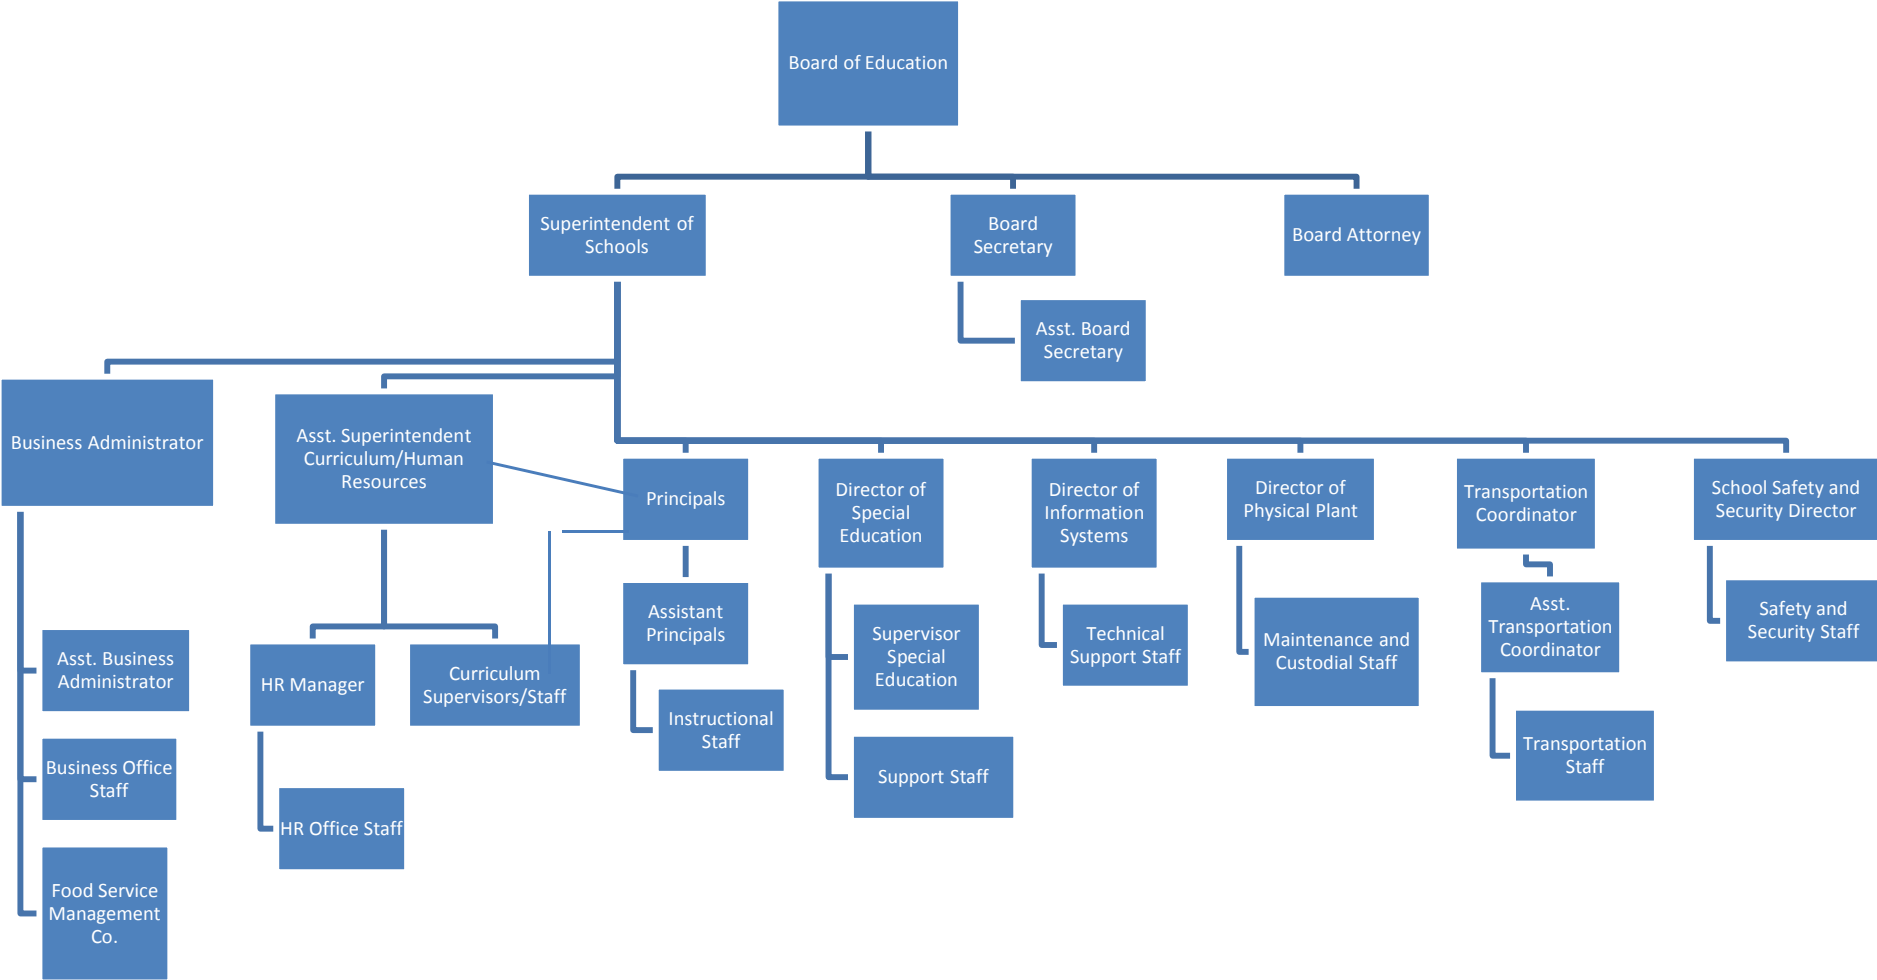 Board of Education
Superintendent of
Schools
Board
Secretary
Board Attorney
Asst. Board
Secretary
Business Administrator
Asst. Superintendent
Curriculum/Human
Resources
Principals
Director of
Special
Education
Director of
Information
Systems
Director of
Physical Plant
Transportation
Coordinator
School Safety and
Security Director
Asst. Business
Administrator
Business Office
Staff
Food Service
Management
Co.
HR Manager
HR Office Staff
Curriculum
Supervisors/Staff
Assistant
Principals
Instructional
Staff
Supervisor
Special
Education
Support Staff
Technical
Support Staff
Maintenance and
Custodial Staff
Asst.
Transportation
Coordinator
Transportation
Staff
Safety and
Security Staff